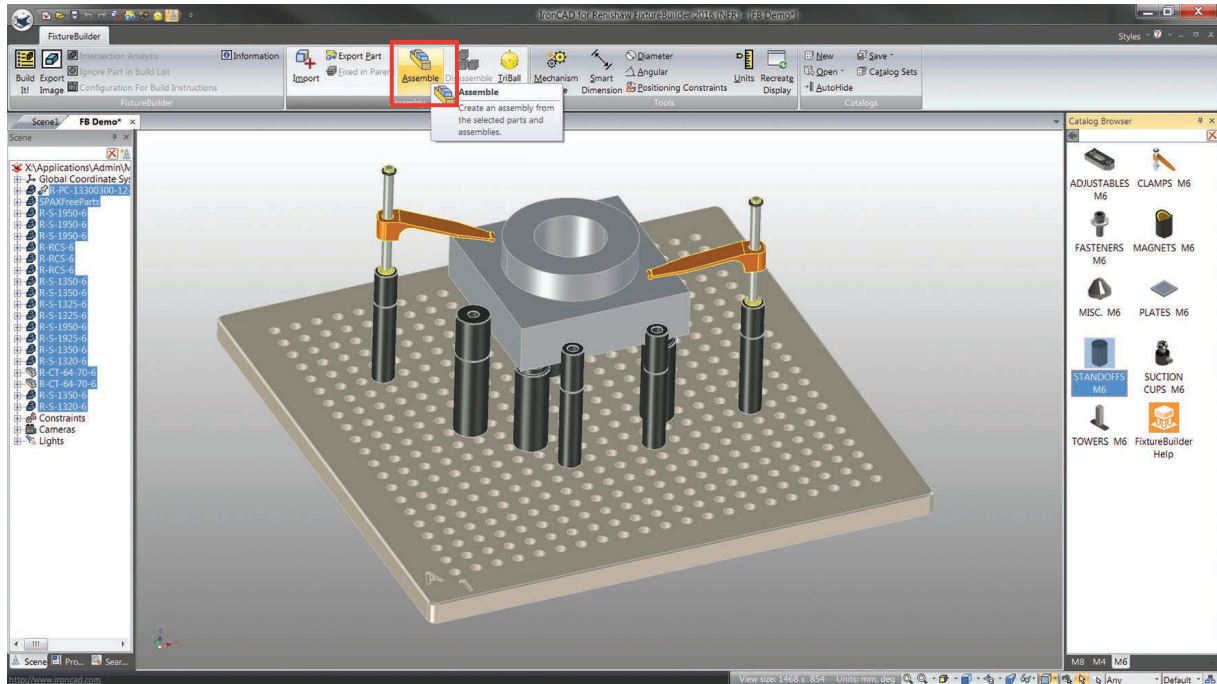 IronCAD for Renishaw FixtureBuilder 2016 (NFR) - [FB Demo*]
FixtureBuilder
Styles
Build It!
Export Image
Intersection Analysis
Ignore Part in Build List
Configuration For Build Instructions
Information
FixtureBuilder
Import
Export Part
Fixed in Parent
Assemble
Disassemble
TriBall
Mechanism
Smart Dimension
Diameter
Angular
Positioning Constraints
Units
Recreate Display
Tools
New
Open
AutoHide
Save
Catalog Sets
Catalogs
Assemble
Create an assembly from
the selected parts and
assemblies.
Scene1
FB Demo*
Scene
X:\Applications\Admin\M
Global Coordinate Sys
R-PC-13300300-12-
SPAXFreeParts
R-S-1950-6
R-S-1950-6
R-S-1950-6
R-RCS-6
R-RCS-6
R-RCS-6
R-S-1350-6
R-S-1350-6
R-S-1325-6
R-S-1325-6
R-S-1950-6
R-S-1925-6
R-S-1350-6
R-S-1320-6
R-CT-64-70-6
R-CT-64-70-6
R-S-1350-6
R-S-1320-6
Constraints
Cameras
Lights
Scene
Pro...
Sear...
A 1
Catalog Browser
ADJUSTABLES M6
CLAMPS M6
FASTENERS M6
MAGNETS M6
MISC. M6
PLATES M6
STANDOFFS M6
SUCTION CUPS M6
TOWERS M6
FixtureBuilder Help
M8 M4 M6
http://www.ironcad.com
View size: 1468 x 854 Units: mm, deg
Any
Default